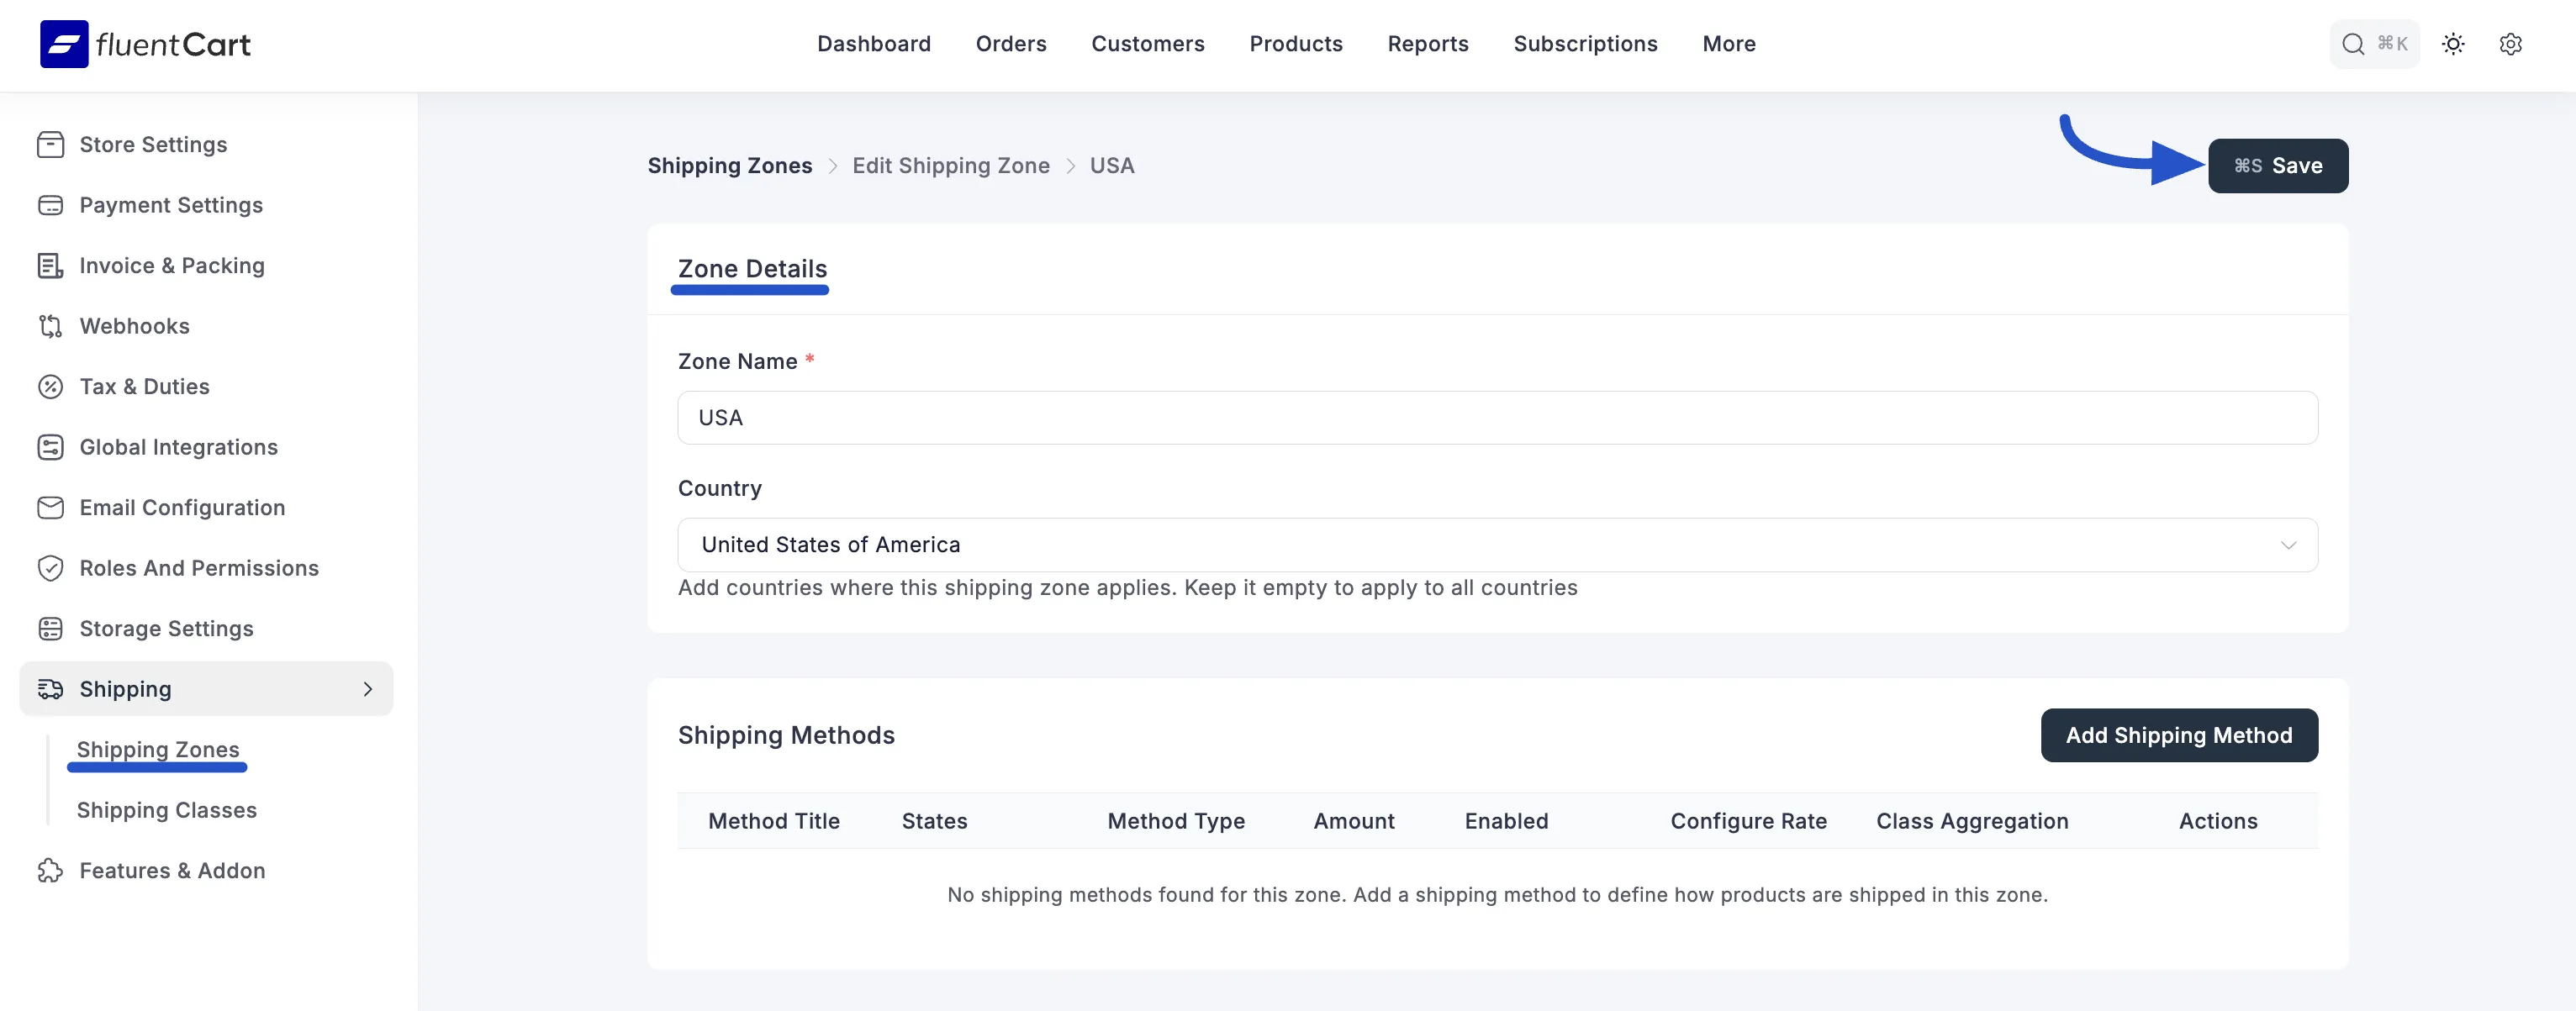 fluentCart
Dashboard Orders Customers Products Reports Subscriptions More
⌘K
Store Settings
Payment Settings
Invoice & Packing
Webhooks
Tax & Duties
Global Integrations
Email Configuration
Roles And Permissions
Storage Settings
Shipping
Shipping Zones
Shipping Classes
Features & Addon
Shipping Zones > Edit Shipping Zone > USA
⌘S Save
Zone Details
Zone Name *
USA
Country
United States of America
Add countries where this shipping zone applies. Keep it empty to apply to all countries
Shipping Methods
Add Shipping Method
Method Title States Method Type Amount Enabled Configure Rate Class Aggregation Actions
No shipping methods found for this zone. Add a shipping method to define how products are shipped in this zone.